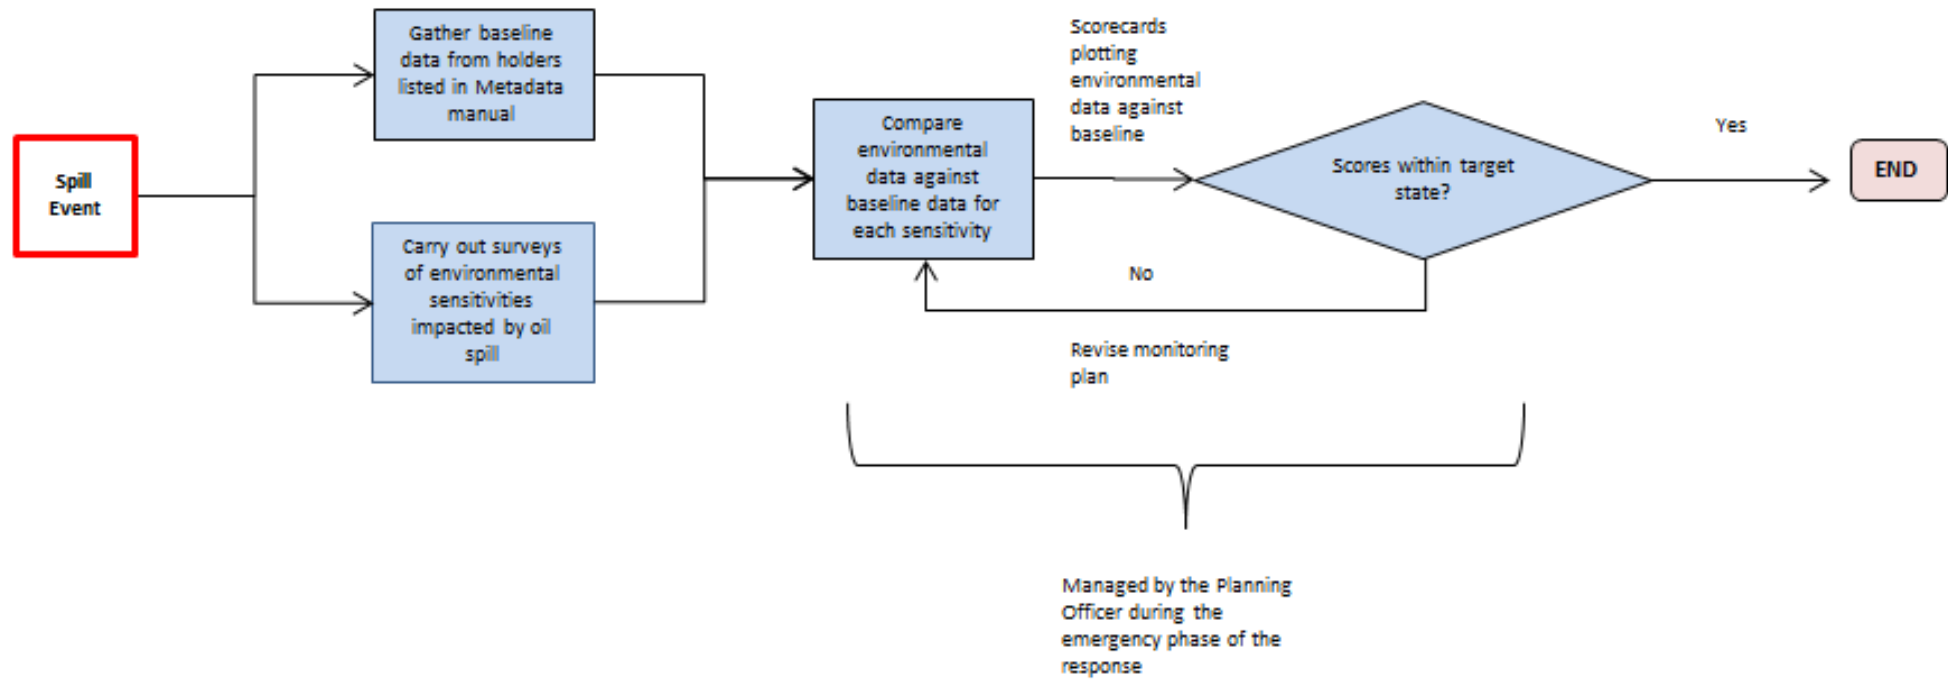 Spill
Event
Gather baseline
data from holders
listed in Metadata
manual
Carry out surveys
of environmental
sensitivities
impacted by oil
spill
Compare
environmental
data against
baseline data for
each sensitivity
Scorecards
plotting
environmental
data against
baseline
Scores within target
state?
Yes
END
No
Revise monitoring
plan
Managed by the Planning
Officer during the
emergency phase of the
response